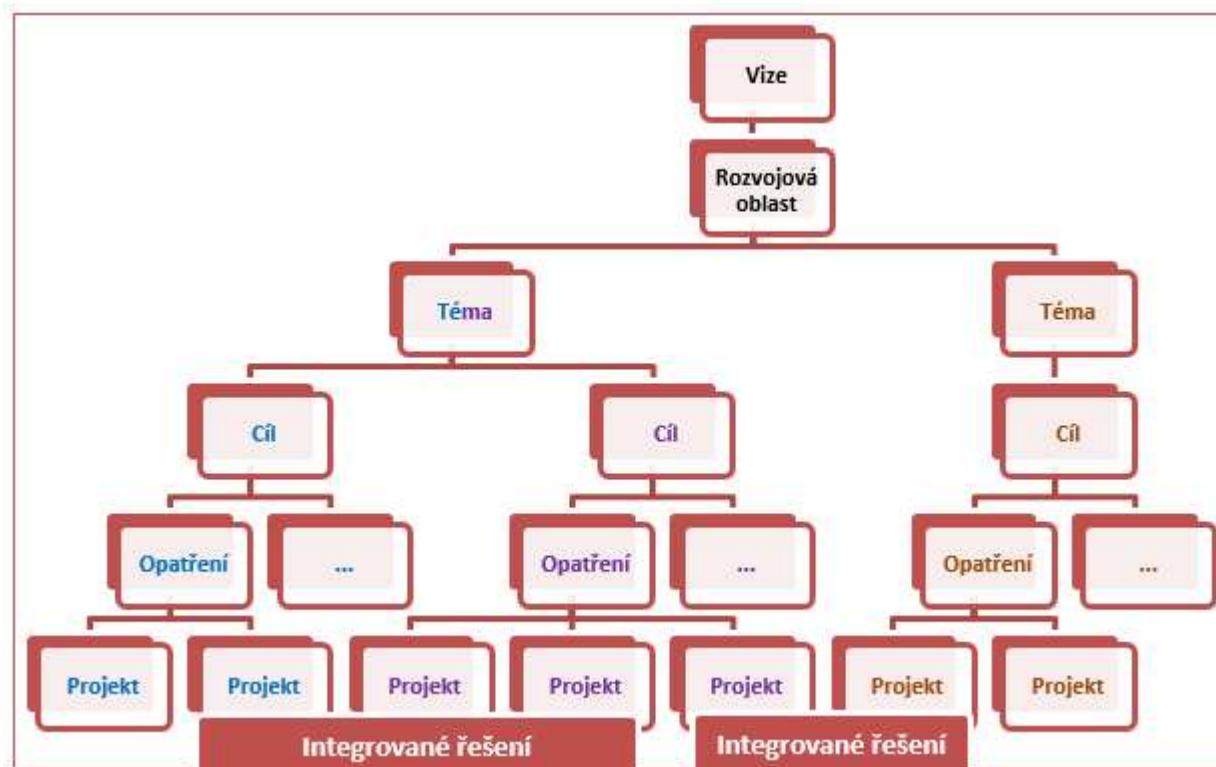 Vize
Rozvojová
oblast
Téma
Téma
Cíl
Cíl
Cíl
Opatření
...
Opatření
...
Opatření
...
Projekt
Projekt
Projekt
Projekt
Projekt
Projekt
Projekt
Integrované řešení
Integrované řešení